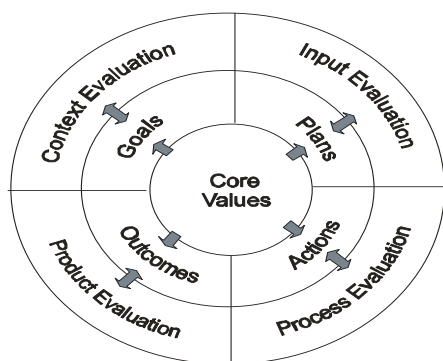 Context Evaluation
Input Evaluation
Goals
Plans
Core
Values
Outcomes
Actions
Product Evaluation
Process Evaluation